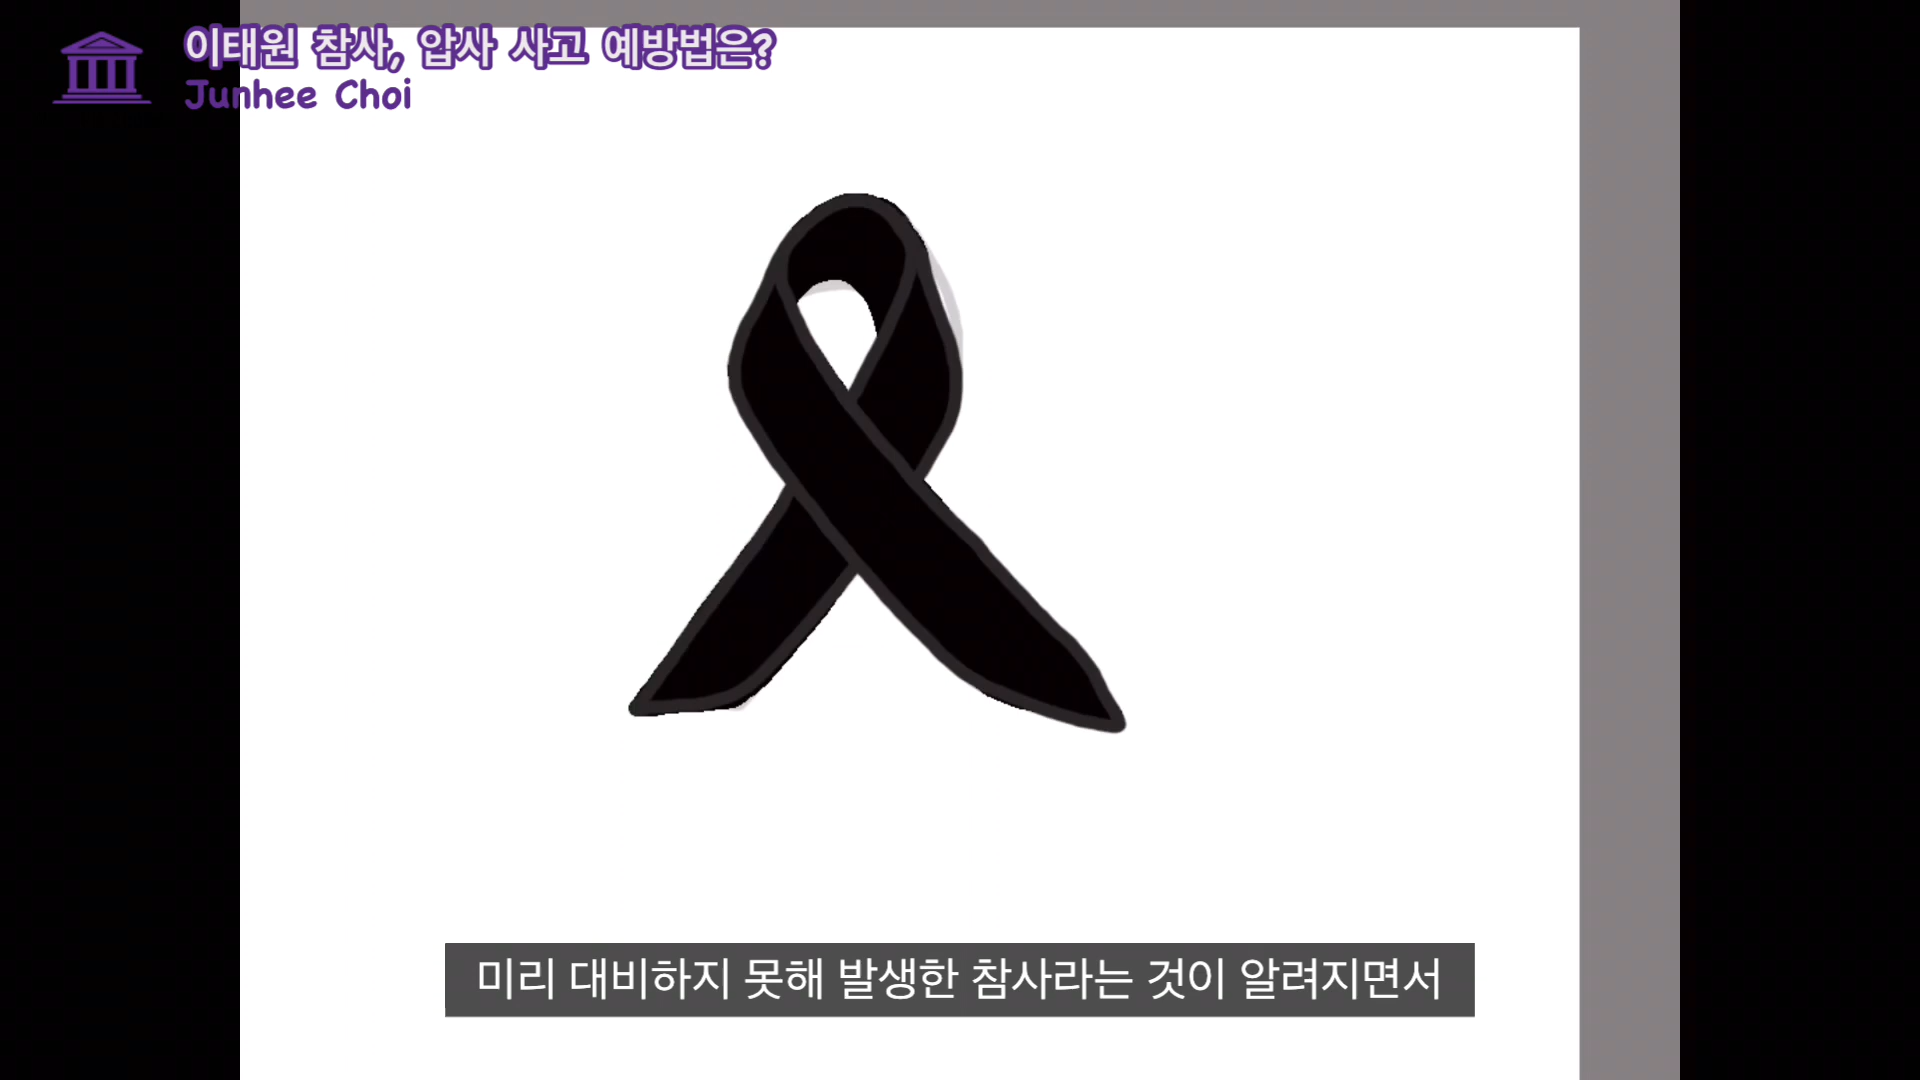 이태원 참사, 압사 사고 예방법은?
Junhee Choi
미리 대비하지 못해 발생한 참사라는 것이 알려지면서